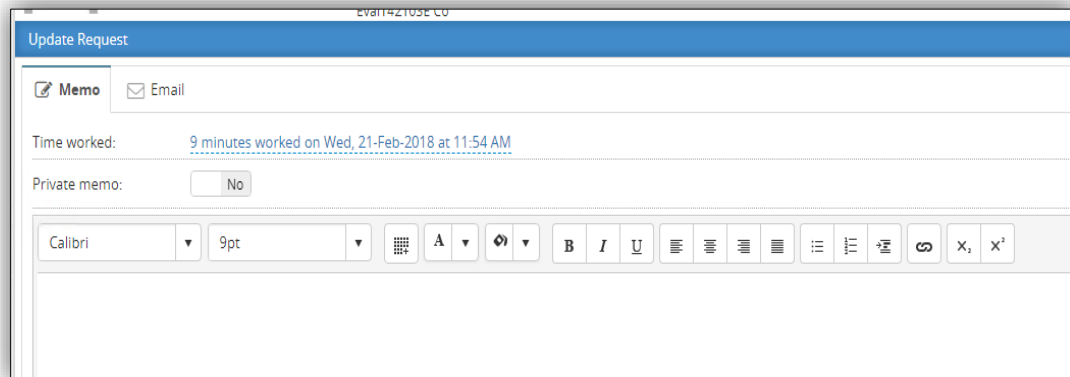 Update Request
Memo Email
Time worked: 9 minutes worked on Wed, 21-Feb-2018 at 11:54 AM
Private memo: No
Calibri 9pt A B I U X₂ X²